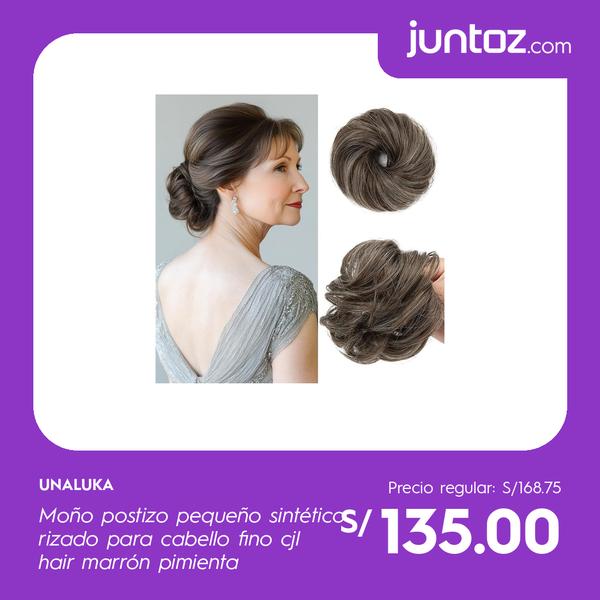 juntoz.com
UNALUKA
Moño postizo pequeño sintético
rizado para cabello fino cjl
hair marrón pimienta
Precio regular: S/168.75
S/135.00